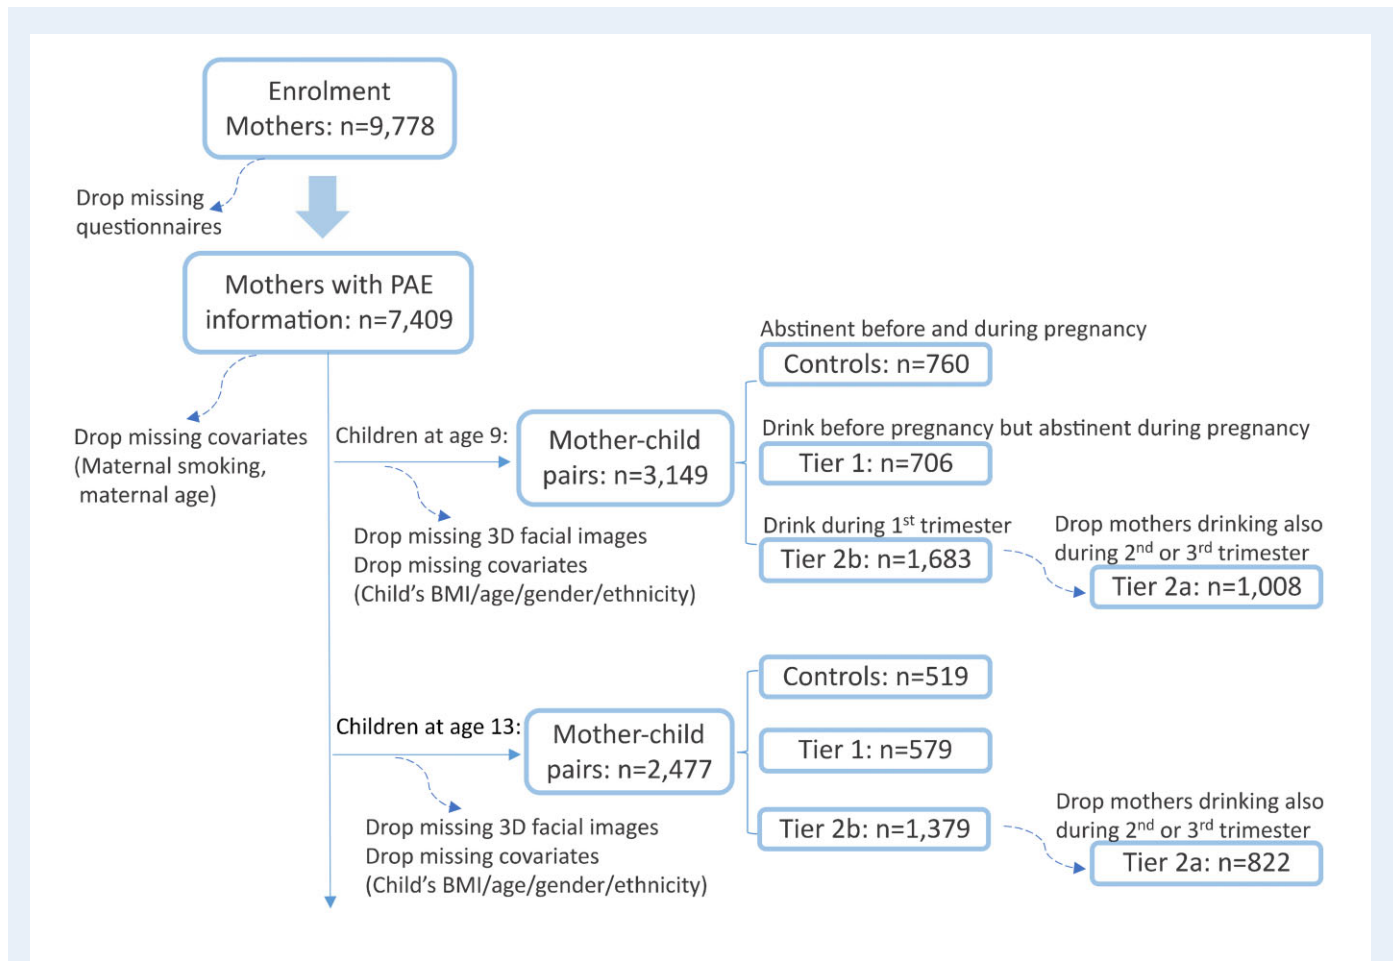 Enrolment
Mothers: n=9,778
Drop missing
questionnaires
Mothers with PAE
information: n=7,409
Drop missing covariates
(Maternal smoking,
maternal age)
Children at age 9:
Drop missing 3D facial images
Drop missing covariates
(Child's BMI/age/gender/ethnicity)
Mother-child
pairs: n=3,149
Abstinent before and during pregnancy
Controls: n=760
Drink before pregnancy but abstinent during pregnancy
Tier 1: n=706
Drink during 1st trimester
Tier 2b: n=1,683
Drop mothers drinking also
during 2nd or 3rd trimester
Tier 2a: n=1,008
Children at age 13:
Drop missing 3D facial images
Drop missing covariates
(Child's BMI/age/gender/ethnicity)
Mother-child
pairs: n=2,477
Controls: n=519
Tier 1: n=579
Tier 2b: n=1,379
Drop mothers drinking also
during 2nd or 3rd trimester
Tier 2a: n=822